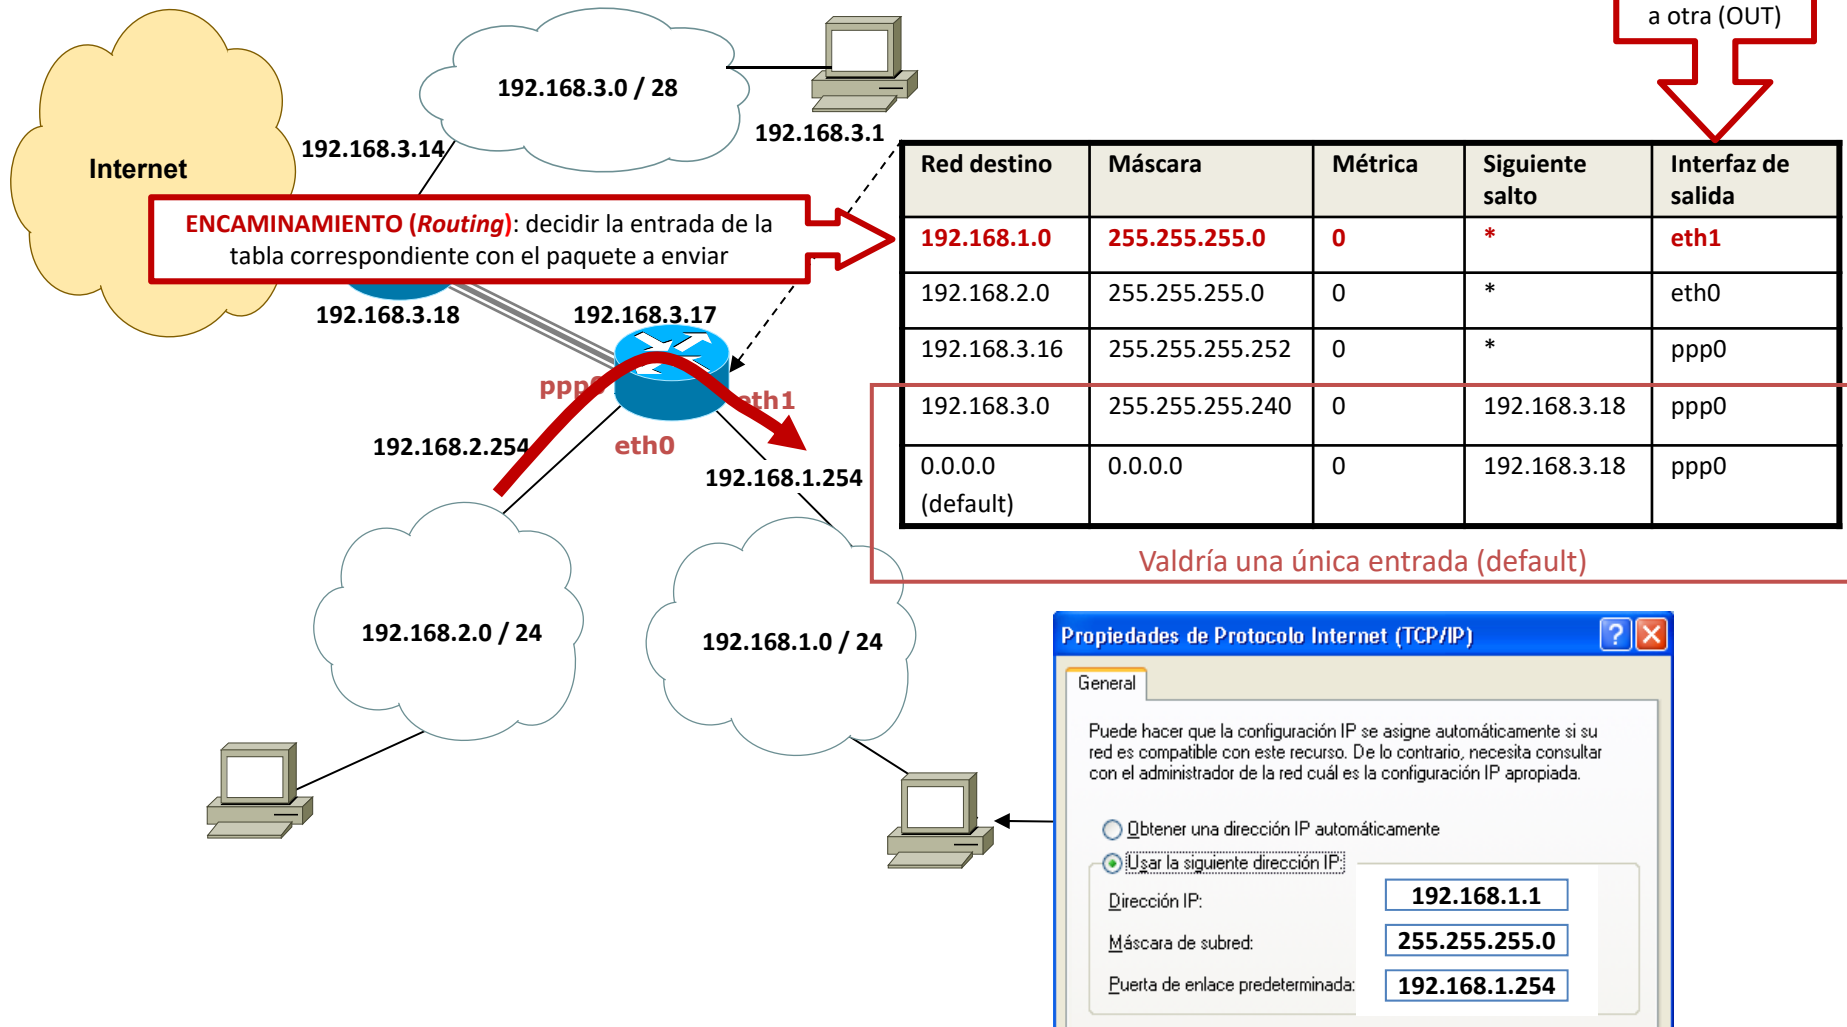 a otra (OUT)
192.168.3.0 / 28
192.168.3.1
192.168.3.14
Internet
ENCAMINAMIENTO (Routing): decidir la entrada de la
tabla correspondiente con el paquete a enviar
Red destino Máscara Métrica Siguiente salto Interfaz de salida
192.168.1.0 255.255.255.0 0 * eth1
192.168.2.0 255.255.255.0 0 * eth0
192.168.3.16 255.255.255.252 0 * ppp0
192.168.3.0 255.255.255.240 0 192.168.3.18 ppp0
0.0.0.0 (default) 0.0.0.0 0 192.168.3.18 ppp0
Valdría una única entrada (default)
192.168.3.18
192.168.3.17
ppp0
eth1
eth0
192.168.2.254
192.168.1.254
192.168.2.0 / 24
192.168.1.0 / 24
Propiedades de Protocolo Internet (TCP/IP)
General
Puede hacer que la configuración IP se asigne automáticamente si su
red es compatible con este recurso. De lo contrario, necesita consultar
con el administrador de la red cuál es la configuración IP apropiada.
Obtener una dirección IP automáticamente
Usar la siguiente dirección IP:
Dirección IP: 192.168.1.1
Máscara de subred: 255.255.255.0
Puerta de enlace predeterminada: 192.168.1.254